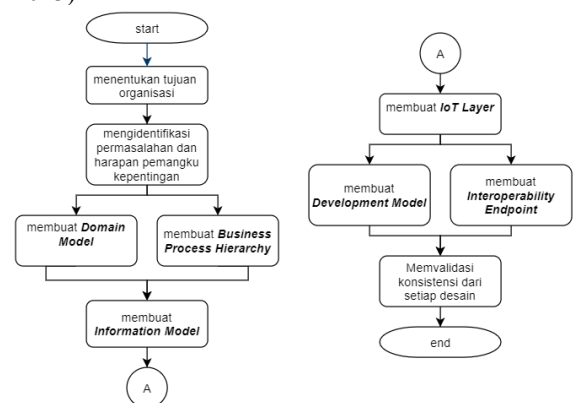 start
menentukan tujuan
organisasi
mengidentifikasi
permasalahan dan
harapan pemangku
kepentingan
membuat Domain
Model
membuat Business
Process Hierarchy
membuat
Information Model
A
A
membuat IoT Layer
membuat
Development Model
membuat
Interoperability
Endpoint
Memvalidasi
konsistensi dari
setiap desain
end